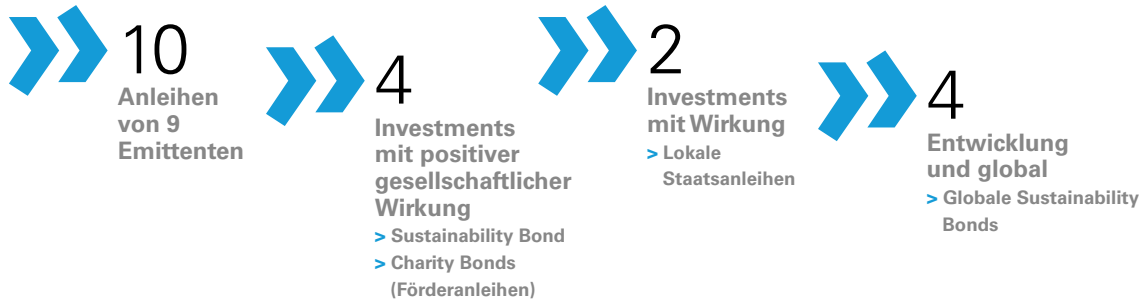 10
Anleihen
von 9
Emittenten
4
Investments
mit positiver
gesellschaftlicher
Wirkung
> Sustainability Bond
> Charity Bonds
(Förderanleihen)
2
Investments
mit Wirkung
> Lokale
Staatsanleihen
4
Entwicklung
und global
> Globale Sustainability
Bonds